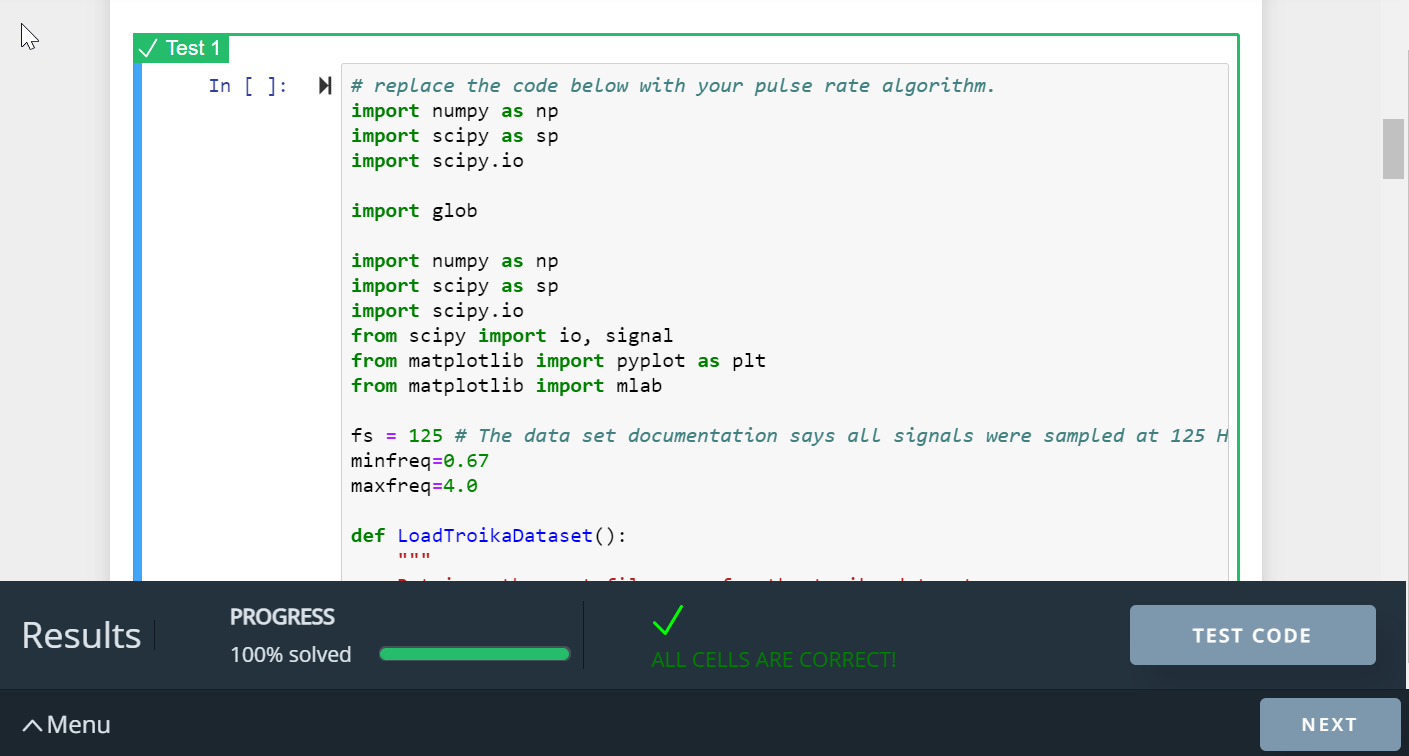 ✓ Test 1
In [ ]:
# replace the code below with your pulse rate algorithm.
import numpy as np
import scipy as sp
import scipy.io
import glob
import numpy as np
import scipy as sp
import scipy.io
from scipy import io, signal
from matplotlib import pyplot as plt
from matplotlib import mlab
fs = 125 # The data set documentation says all signals were sampled at 125 H
minfreq=0.67
maxfreq=4.0
def LoadTroikaDataset():
"""
Results
PROGRESS
100% solved
ALL CELLS ARE CORRECT!
TEST CODE
Menu
NEXT